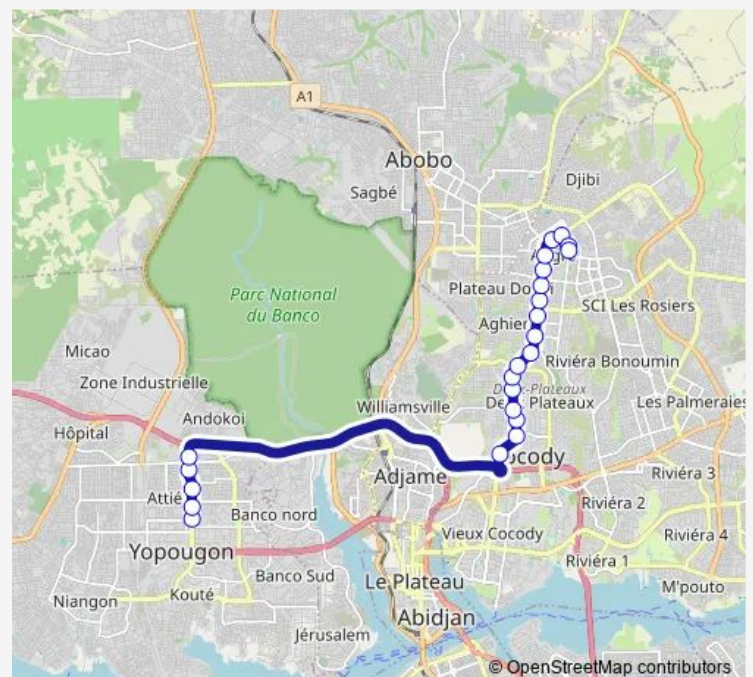 A1
Abobo
Sagbé
Djibi
Plateau Do
SCI Les Rosiers
Parc National
du Banco
Aghien
Micao
Riviéra Bonoumin
Zone Industrielle
Deux-Plateaux
Plateaux
Les Palmeraies
Williamsville
Andokoi
Hôpital
Cocody
Adjame
Riviéra 3
Attié
Riviéra 2
Banco nord
Vieux Cocody
Riviéra 4
Yopougon
Riviéra 1
Banco Sud
Le Plateau
M'pouto
Niangon
Kouté
Abidjan
Jérusalem
© OpenStreetMap contributors